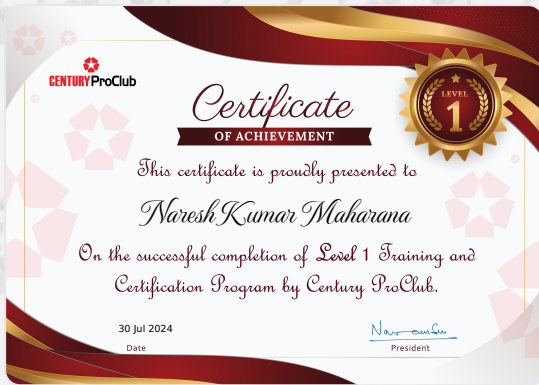 CENTURY ProClub
LEVEL
1
Certificate
OF ACHIEVEMENT
This certificate is proudly presented to
Naresh Kumar Maharana
On the successful completion of Level 1 Training and
Certification Program by Century ProClub.
30 Jul 2024
Date
President